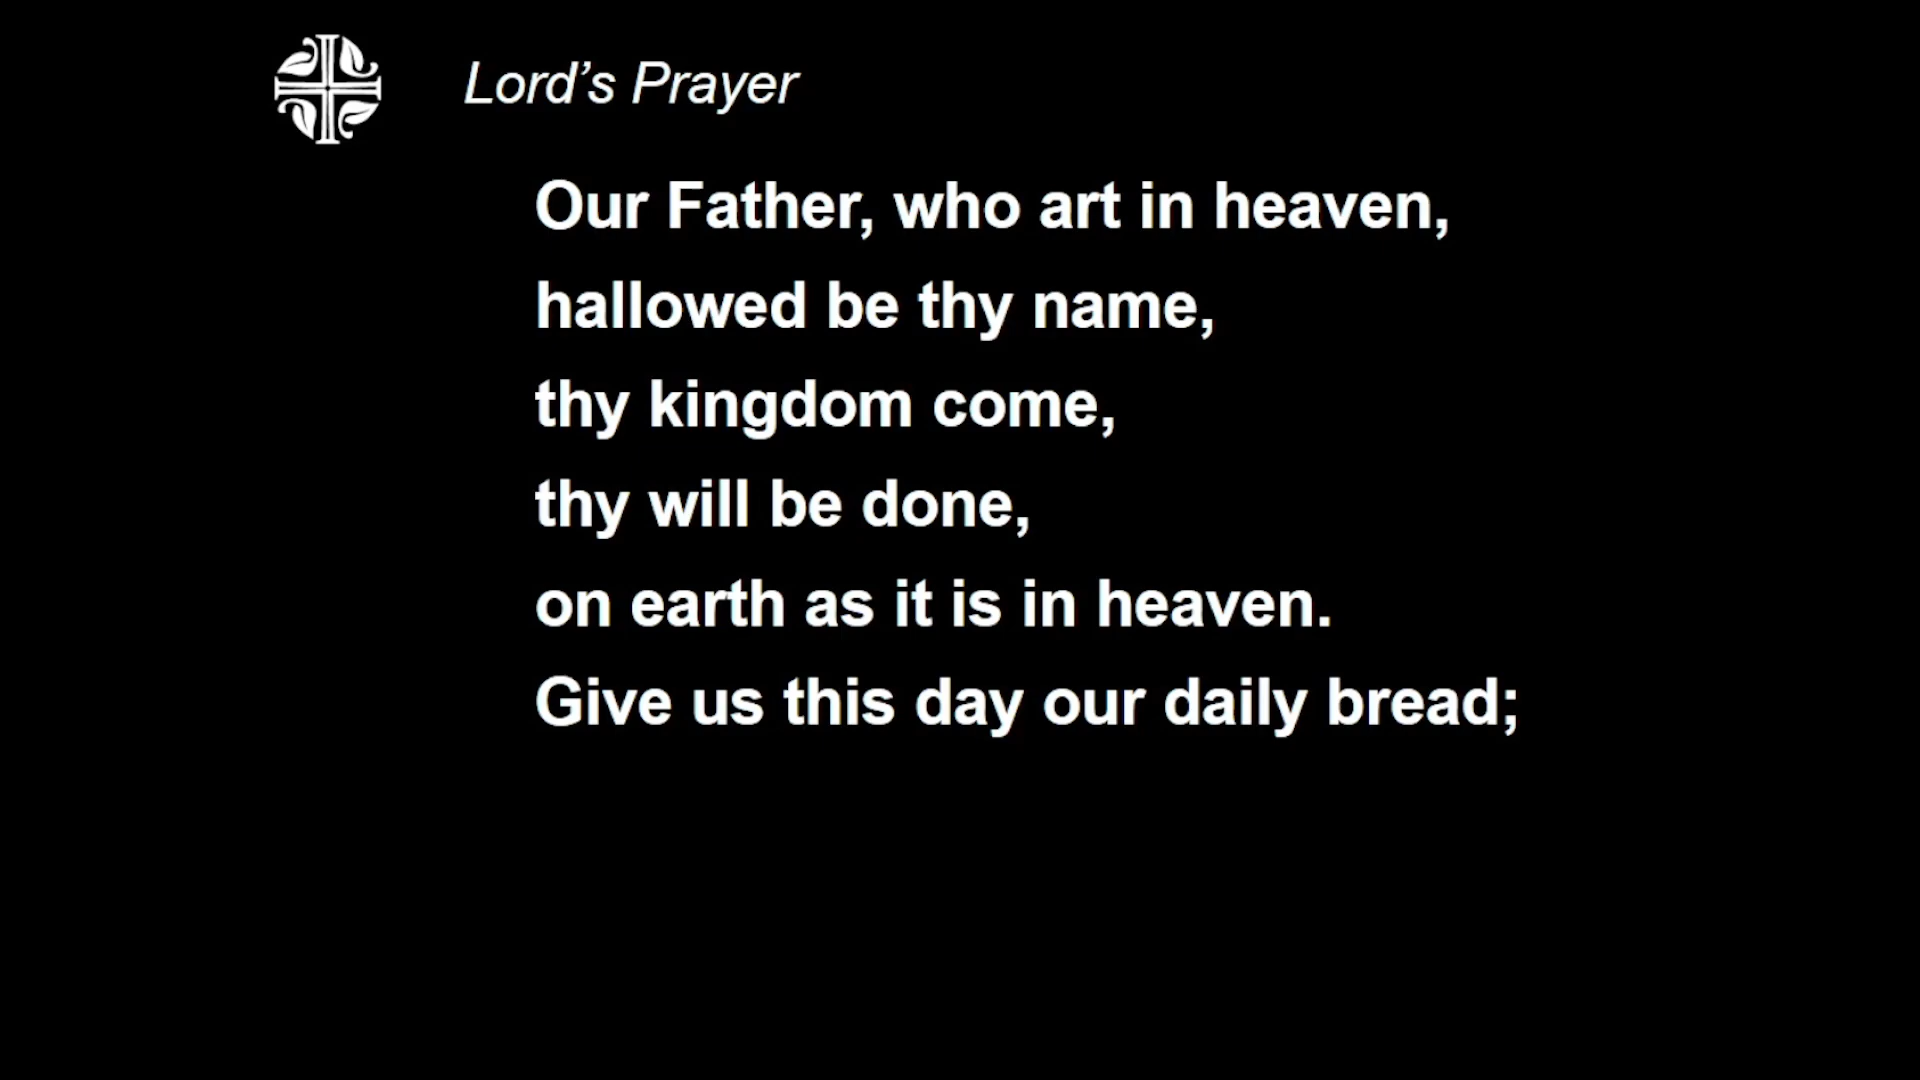 Lord’s Prayer
Our Father, who art in heaven,
hallowed be thy name,
thy kingdom come,
thy will be done,
on earth as it is in heaven.
Give us this day our daily bread;